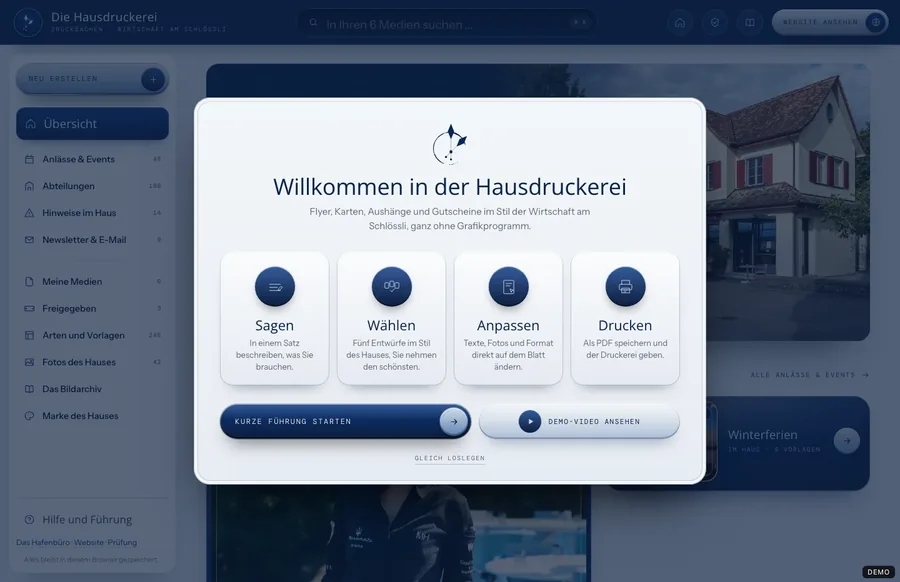 Die Hausdruckerei
DRUCKSACHEN · WIRTSCHAFT AM SCHLÖSSLI
In Ihren 6 Medien suchen ...
⌘ K
WEBSITE ANSEHEN
NEU ERSTELLEN
Übersicht
Anlässe & Events
Abteilungen
Hinweise im Haus 14
Newsletter & E-Mail 9
Meine Medien 6
Freigegeben 3
Arten und Vorlagen 246
Fotos des Hauses 42
Das Bildarchiv
Marke des Hauses
Hilfe und Führung
Das Hafenbüro · Website · Prüfung
Alles bleibt in diesem Browser gespeichert.
Willkommen in der Hausdruckerei
Flyer, Karten, Aushänge und Gutscheine im Stil der Wirtschaft am
Schlössli, ganz ohne Grafikprogramm.
Sagen
In einem Satz
beschreiben, was Sie
brauchen.
Wählen
Fünf Entwürfe im Stil
des Hauses, Sie nehmen
den schönsten.
Anpassen
Texte, Fotos und Format
direkt auf dem Blatt
ändern.
Drucken
Als PDF speichern und
der Druckerei geben.
KURZE FÜHRUNG STARTEN
DEMO-VIDEO ANSEHEN
GLEICH LOSLEGEN
ALLE ANLÄSSE & EVENTS
Winterferien
IM HAUS · 5 VORLAGEN
DEMO